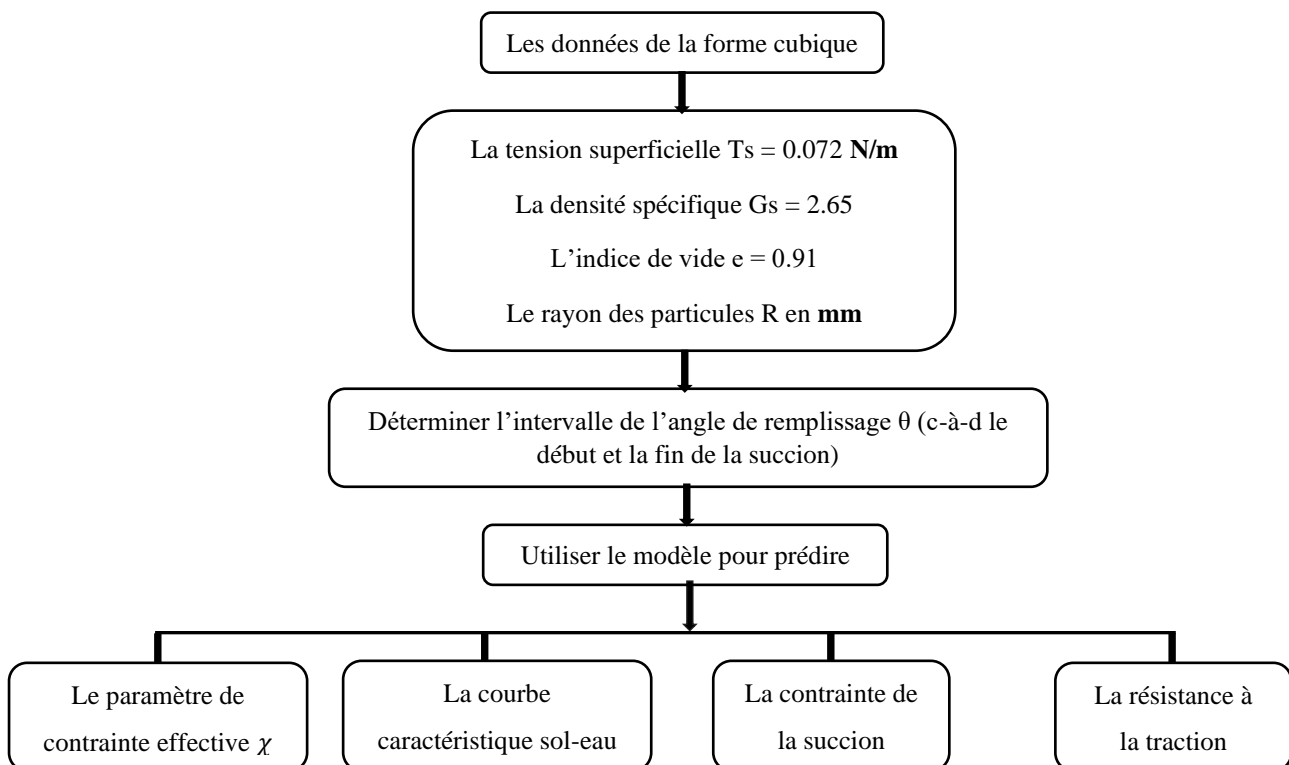 Les données de la forme cubique
La tension superficielle Ts = 0.072 N/m
La densité spécifique Gs = 2.65
L’indice de vide e = 0.91
Le rayon des particules R en mm
Déterminer l’intervalle de l’angle de remplissage θ (c-à-d le
début et la fin de la succion)
Utiliser le modèle pour prédire
Le paramètre de
contrainte effective χ
La courbe
caractéristique sol-eau
La contrainte de
la succion
La résistance à
la traction